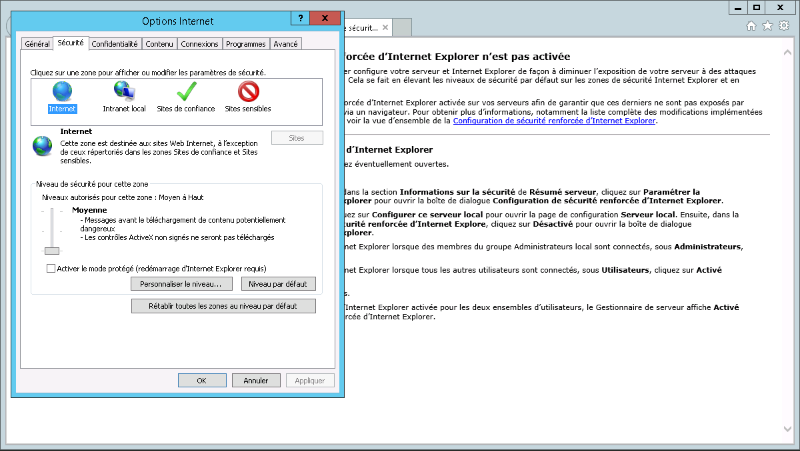 Options Internet
?
X
e sécurit... ×
Général Sécurité Confidentialité Contenu Connexions Programmes Avancé
Cliquez sur une zone pour afficher ou modifier les paramètres de sécurité.
Internet Intranet local Sites de confiance Sites sensibles
Internet
Cette zone est destinée aux sites Web Internet, à l'exception
de ceux répertoriés dans les zones Sites de confiance et Sites
sensibles.
Sites
Niveau de sécurité pour cette zone
Niveaux autorisés pour cette zone : Moyen à Haut
Moyenne
- Messages avant le téléchargement de contenu potentiellement
dangereux
- Les contrôles ActiveX non signés ne seront pas téléchargés
Activer le mode protégé (redémarrage d'Internet Explorer requis)
Personnaliser le niveau... Niveau par défaut
Rétablir toutes les zones au niveau par défaut
OK Annuler Appliquer
forcée d'Internet Explorer n'est pas activée
er configure votre serveur et Internet Explorer de façon à diminuer l'exposition de votre serveur à des attaques
Cela se fait en élevant les niveaux de sécurité par défaut sur les zones de sécurité Internet Explorer et en
orcée d'Internet Explorer activée sur vos serveurs afin de garantir que ces derniers ne sont pas exposés par
via un navigateur. Pour obtenir plus d'informations, notamment la liste complète des modifications implémentées
voir la vue d'ensemble de la Configuration de sécurité renforcée d'Internet Explorer.
d'Internet Explorer
ez éventuellement ouvertes.
dans la section Informations sur la sécurité de Résumé serveur, cliquez sur Paramétrer la
xplorer pour ouvrir la boîte de dialogue Configuration de sécurité renforcée d'Internet Explorer.
uez sur Configurer ce serveur local pour ouvrir la page de configuration Serveur local. Ensuite, dans la
curité renforcée d'Internet Explore, cliquez sur Désactivé pour ouvrir la boîte de dialogue
xplorer.
net Explorer lorsque des membres du groupe Administrateurs local sont connectés, sous Administrateurs,
net Explorer lorsque tous les autres utilisateurs sont connectés, sous Utilisateurs, cliquez sur Activé
s.
'Internet Explorer activée pour les deux ensembles d'utilisateurs, le Gestionnaire de serveur affiche Activé
orcée d'Internet Explorer.